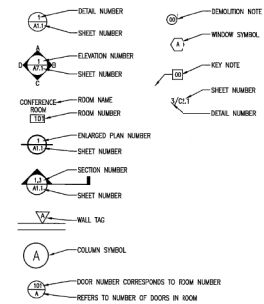 1
A1.1
DETAIL NUMBER
SHEET NUMBER
A
D
1
A1.1
B
C
ELEVATION NUMBER
SHEET NUMBER
CONFERENCE
ROOM
101
ROOM NAME
ROOM NUMBER
1
A1.1
ENLARGED PLAN NUMBER
SHEET NUMBER
1,3
A1.1
SECTION NUMBER
SHEET NUMBER
A
WALL TAG
A
COLUMN SYMBOL
101
A
DOOR NUMBER CORRESPONDS TO ROOM NUMBER
REFERS TO NUMBER OF DOORS IN ROOM
00
DEMOLITION NOTE
A
WINDOW SYMBOL
00
KEY NOTE
SHEET NUMBER
3/C2.1
DETAIL NUMBER